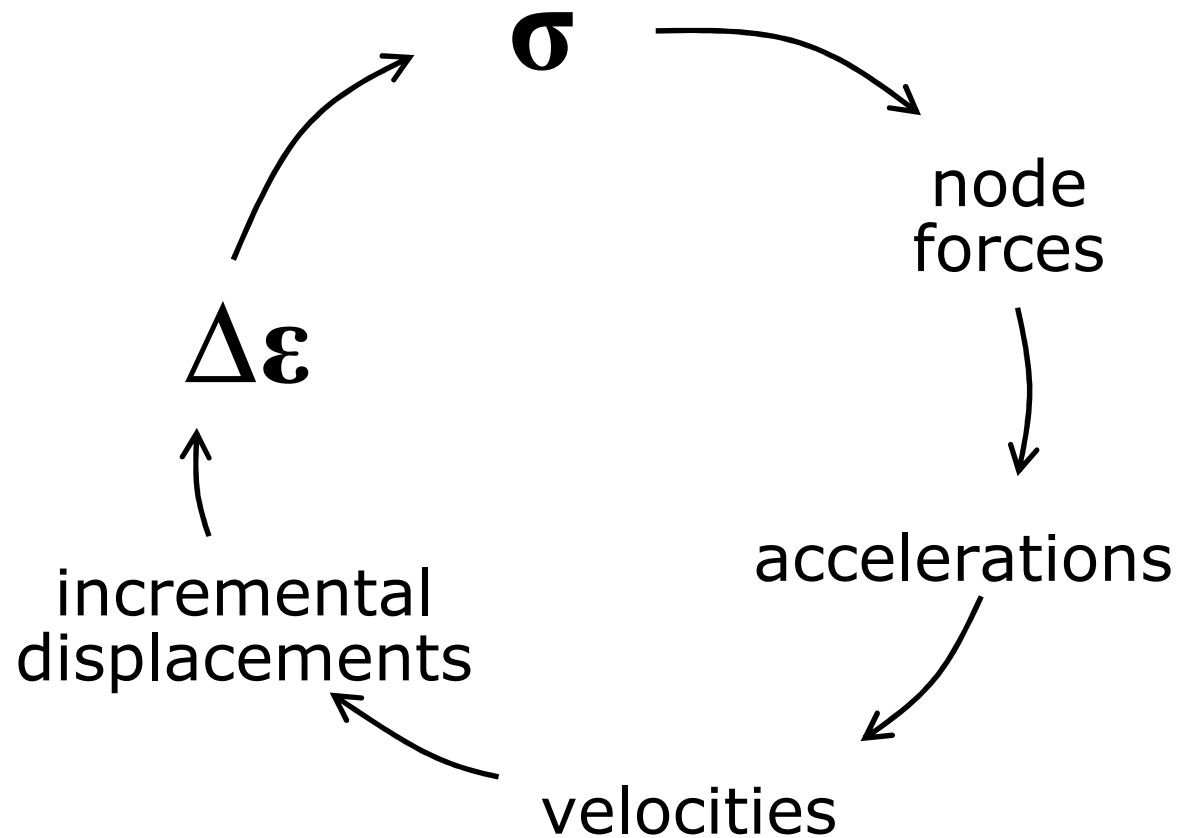 σ
node
forces
accelerations
velocities
incremental
displacements
Δε